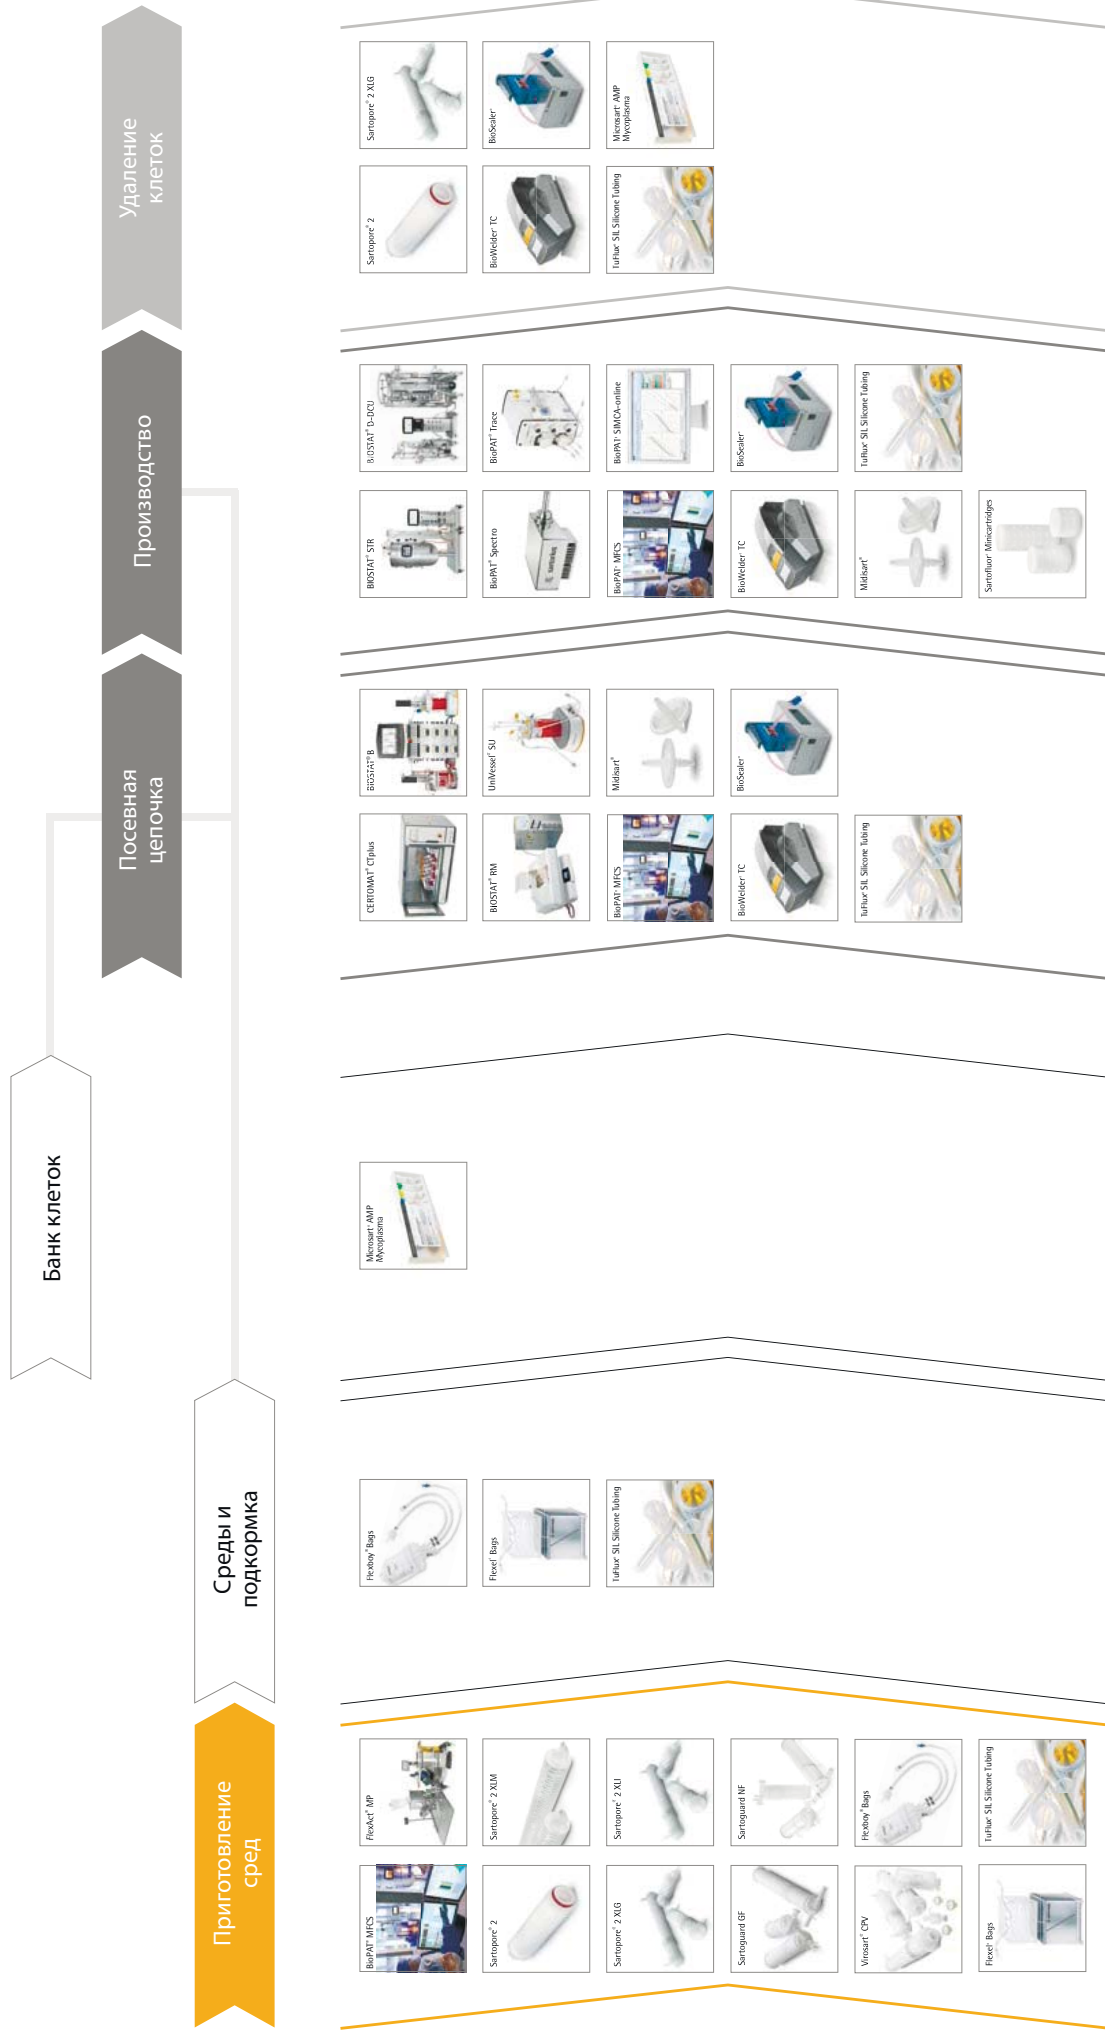 Банк клеток
Приготовление
сред
Среды и
подкормка
Посевная
цепочка
Производство
Удаление
клеток
BioPAT® MFCS
FlexAct® MP
Sartopore® 2
Sartopore® 2 XLM
Sartopore® 2 XLG
Sartopore® 2 XLI
Sartoguard GF
Sartoguard NF
Virosart® CPV
Flexboy® Bags
Flexel® Bags
TuFlux® SIL Silicone Tubing
Flexboy® Bags
Flexel® Bags
TuFlux® SIL Silicone Tubing
Microsart® AMP
Mycoplasma
CERTOMAT® CTplus
BIOSTAT® B
BIOSTAT® RM
UniVessel® SU
BioPAT® MFCS
Midisart®
BioWelder® TC
BioSealer®
TuFlux® SIL Silicone Tubing
BIOSTAT® STR
BIOSTAT® D-DCU
BioPAT® Spectro
BioPAT® Trace
BioPAT® MFCS
BioPAT® SIMCA-online
BioWelder® TC
BioSealer®
Midisart®
TuFlux® SIL Silicone Tubing
Sartofluor® Minicartridges
Sartopore® 2
Sartopore® 2 XLG
BioWelder® TC
BioSealer®
TuFlux® SIL Silicone Tubing
Microsart® AMP
Mycoplasma